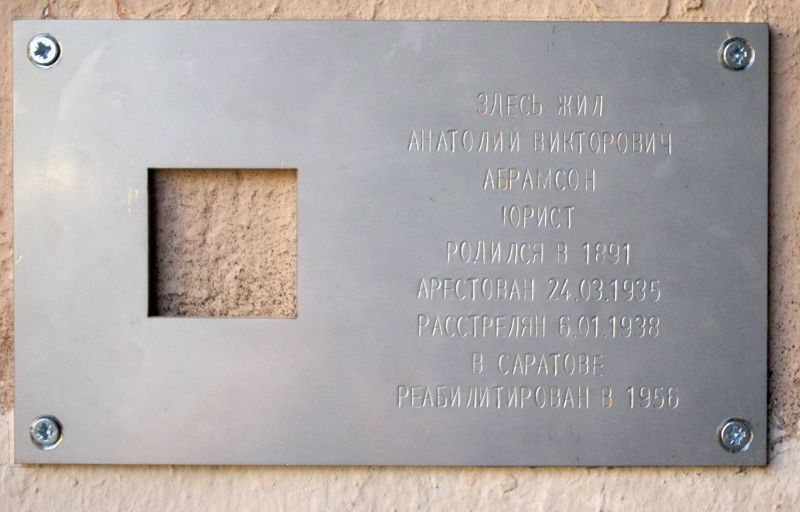 ЗДЕСЬ ЖИЛ
АНАТОЛИЙ ВИКТОРОВИЧ
АБРАМСОН
ЮРИСТ
РОДИЛСЯ В 1891
АРЕСТОВАН 24.03.1935
РАССТРЕЛЯН 6.01.1938
В САРАТОВЕ
РЕАБИЛИТИРОВАН В 1956